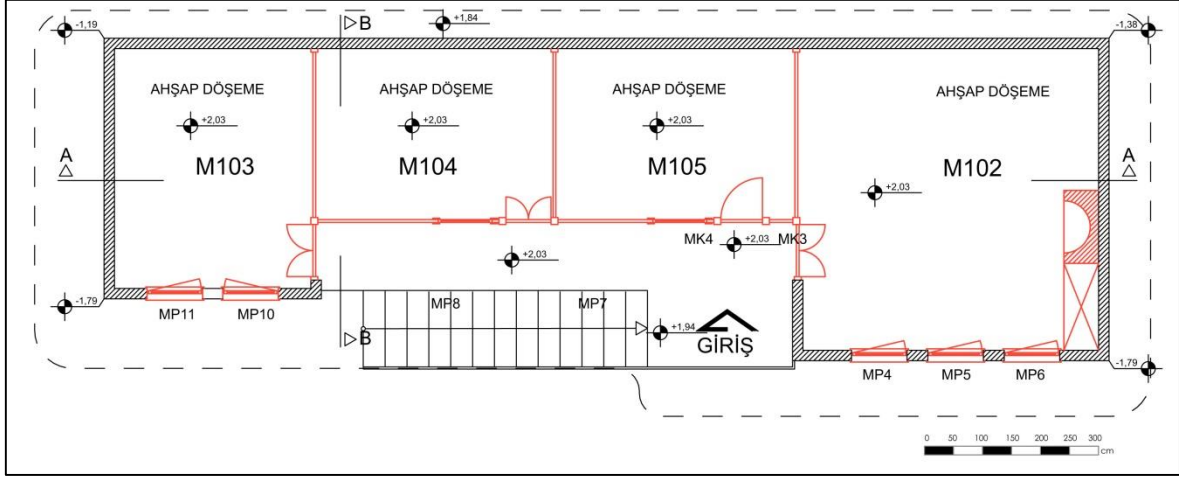 -1,19
B
+1,84
-1,38
AHŞAP DÖŞEME
AHŞAP DÖŞEME
AHŞAP DÖŞEME
AHŞAP DÖŞEME
+2,03
+2,03
+2,03
A
M103
M104
M105
M102
A
+2,03
MK4
+2,03
MK3
+2,03
-1,79
MP11
MP10
MP8
MP7
B
+1,94
GİRİŞ
MP4
MP5
MP6
-1,79
0 50 100 150 200 250 300
cm